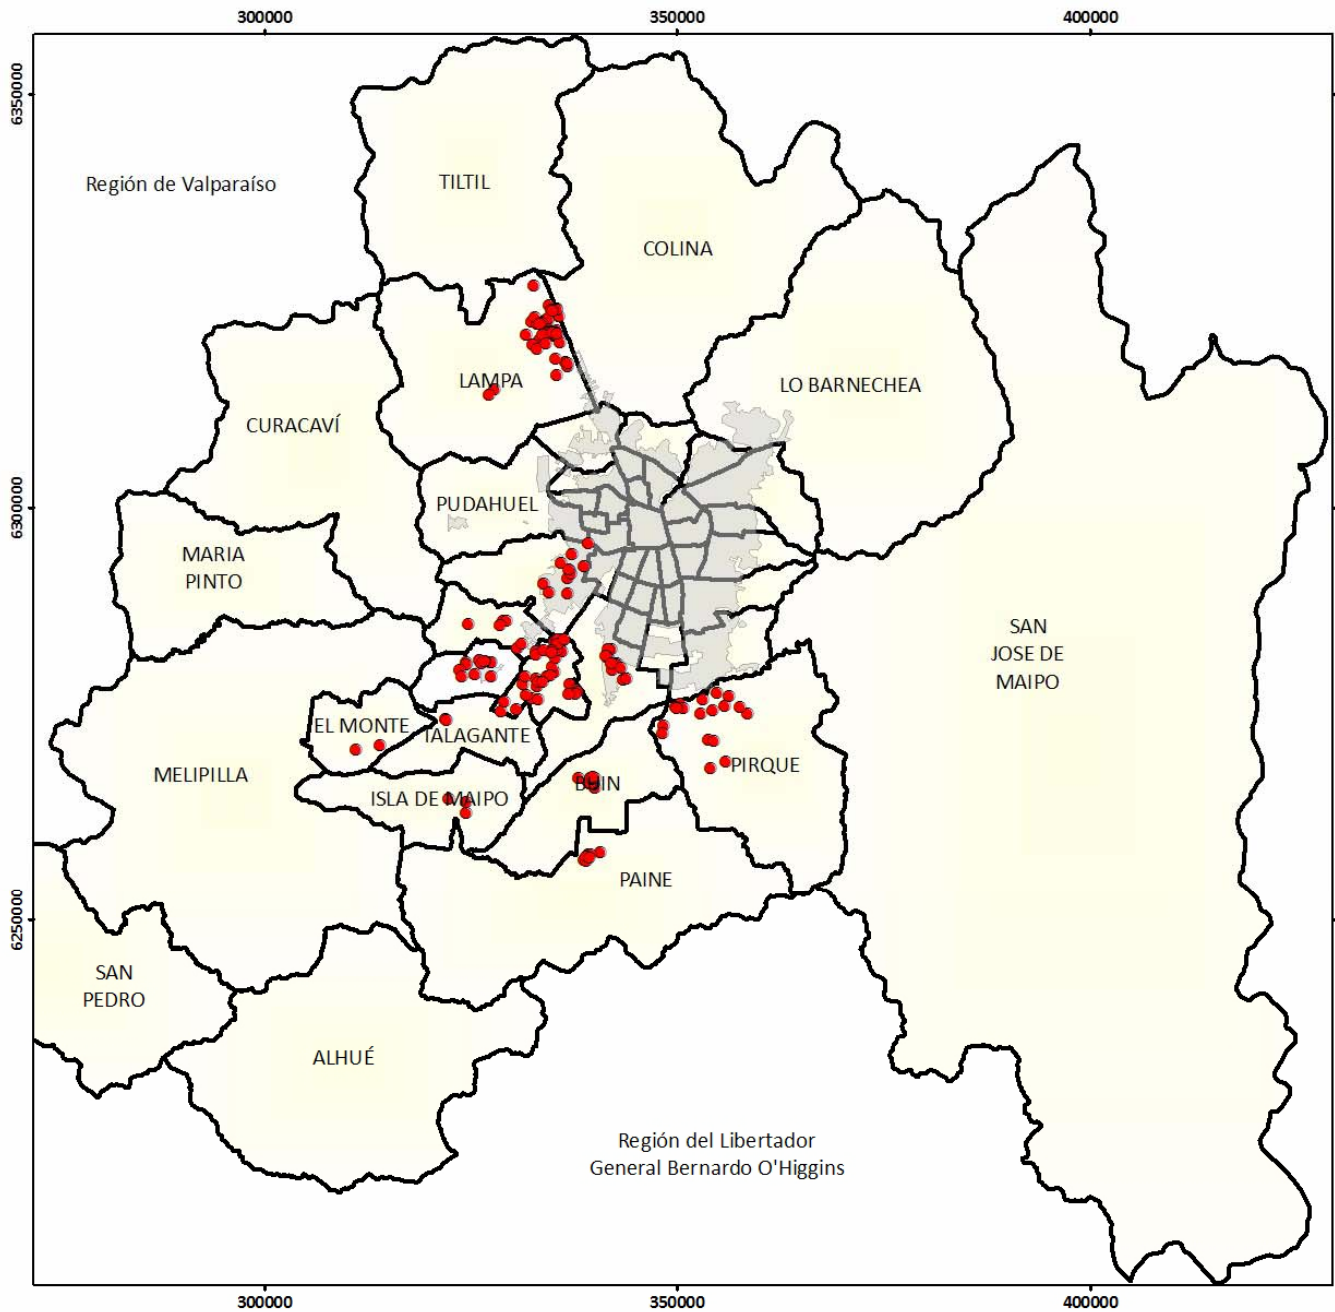 300000
350000
400000
6350000
6300000
6250000
Región de Valparaíso
TILTIL
COLINA
LAMPA
LO BARNECHEA
CURACAVÍ
PUDAHUEL
MARIA
PINTO
SAN
JOSE DE
MAIPO
EL MONTE
TALAGANTE
PIRQUE
MELIPILLA
ISLA DE MAIPO
BUIN
PAINE
SAN
PEDRO
ALHUÉ
Región del Libertador
General Bernardo O'Higgins
300000
350000
400000